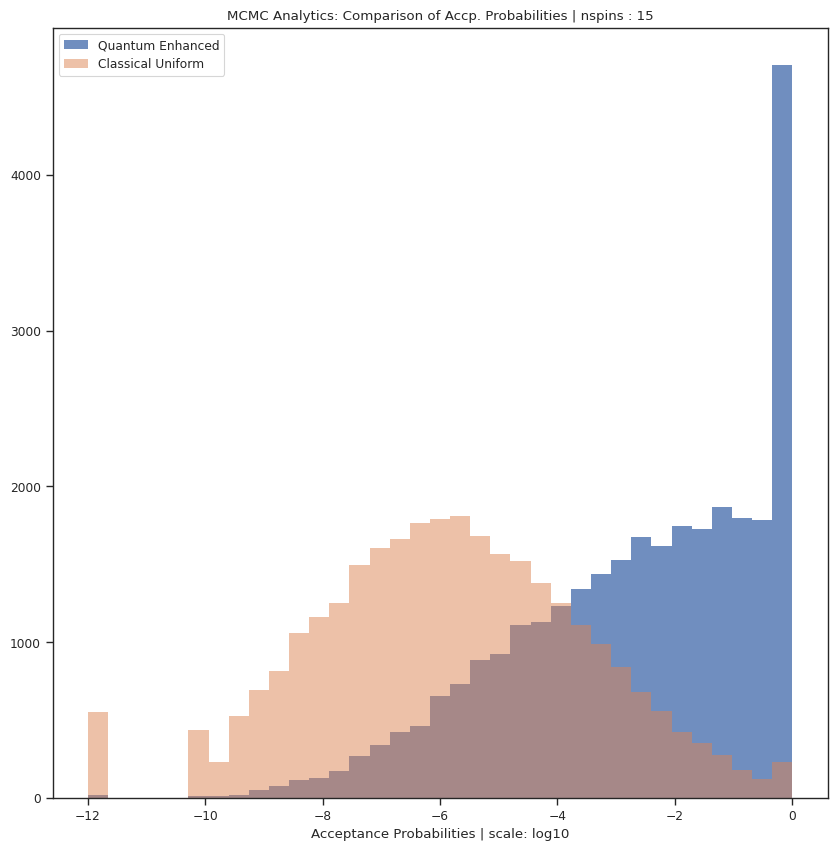 MCMC Analytics: Comparison of Accp. Probabilities | nspins : 15
Quantum Enhanced
Classical Uniform
4000
3000
2000
1000
0
−12 −10 −8 −6 −4 −2 0
Acceptance Probabilities | scale: log10